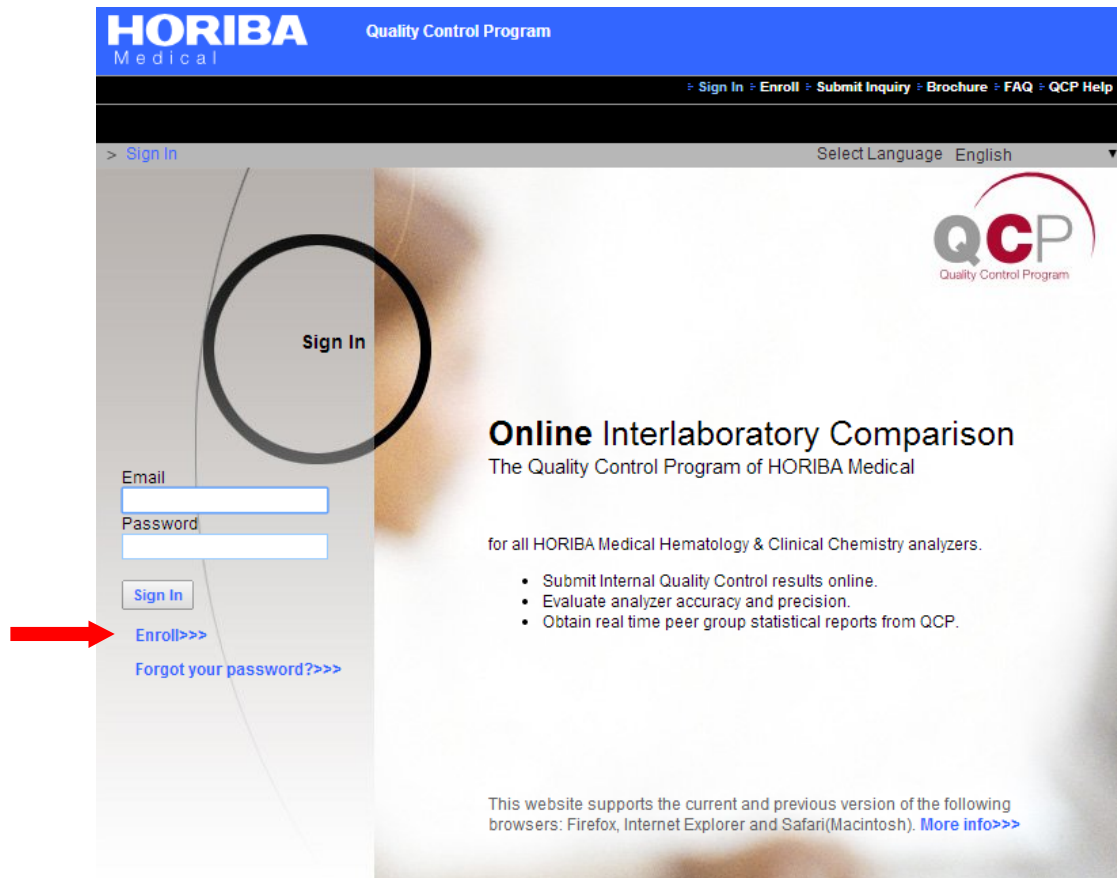 HORIBA
Medical
Quality Control Program
Sign In Enroll Submit Inquiry Brochure FAQ QCP Help
> Sign In
Select Language English
QCP
Quality Control Program
Sign In
Online Interlaboratory Comparison
The Quality Control Program of HORIBA Medical
Email
Password
Sign In
Enroll>>>
Forgot your password?>>>
for all HORIBA Medical Hematology & Clinical Chemistry analyzers.
• Submit Internal Quality Control results online.
• Evaluate analyzer accuracy and precision.
• Obtain real time peer group statistical reports from QCP.
This website supports the current and previous version of the following
browsers: Firefox, Internet Explorer and Safari(Macintosh). More info>>>